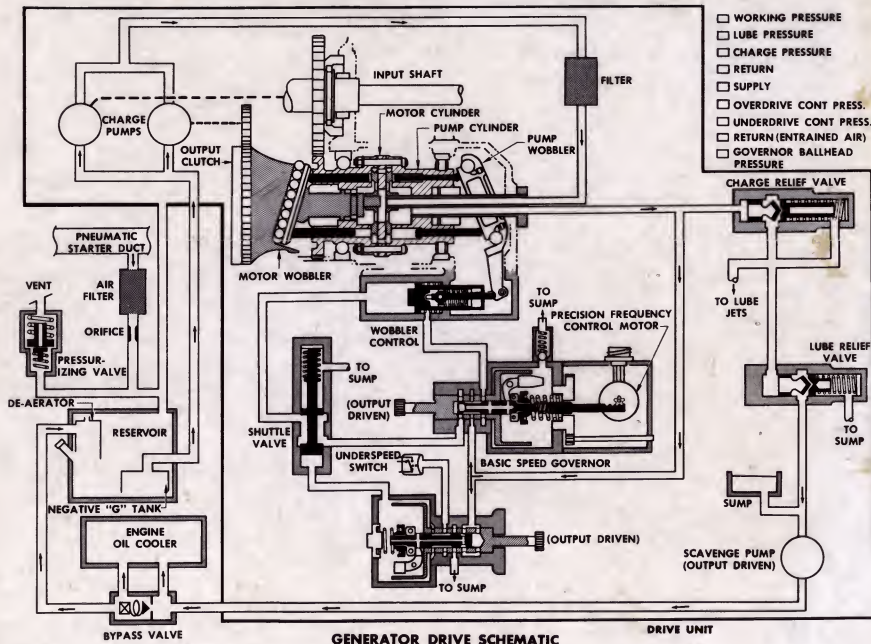 WORKING PRESSURE
LUBE PRESSURE
CHARGE PRESSURE
RETURN
SUPPLY
OVERDRIVE CONT PRESS.
UNDERDRIVE CONT PRESS.
RETURN (ENTRAINED AIR)
GOVERNOR BALLHEAD
PRESSURE
INPUT SHAFT
FILTER
CHARGE
PUMPS
MOTOR CYLINDER
PUMP CYLINDER
OUTPUT
CLUTCH
PUMP
WOBBLER
CHARGE RELIEF VALVE
PNEUMATIC
STARTER DUCT
MOTOR WOBBLER
VENT
AIR
FILTER
ORIFICE
TO LUBE
JETS
TO
SUMP
WOBBLER
CONTROL
PRECISION FREQUENCY
CONTROL MOTOR
PRESSUR-
IZING VALVE
TO
SUMP
LUBE RELIEF
VALVE
DE-AERATOR
RESERVOIR
(OUTPUT
DRIVEN)
SHUTTLE
VALVE
TO
SUMP
UNDERSPEED
SWITCH
BASIC SPEED GOVERNOR
NEGATIVE "G" TANK
SUMP
ENGINE
OIL COOLER
(OUTPUT DRIVEN)
SCAVENGE PUMP
(OUTPUT DRIVEN)
TO SUMP
BYPASS VALVE
DRIVE UNIT
GENERATOR DRIVE SCHEMATIC